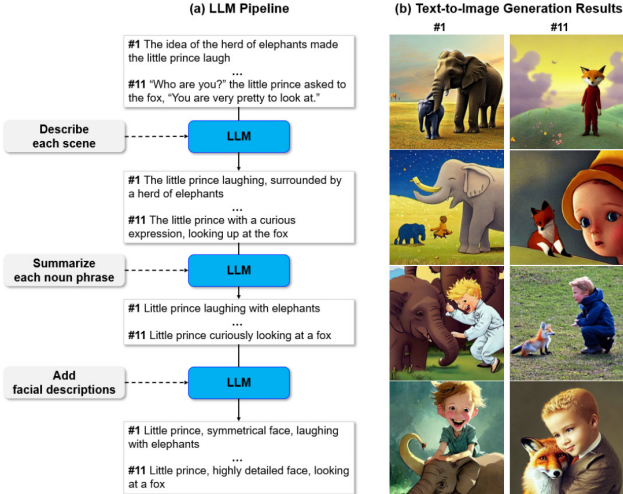 (a) LLM Pipeline
(b) Text-to-Image Generation Results
#1
#11
#1 The idea of the herd of elephants made
the little prince laugh
...
#11 “Who are you?” the little prince asked to
the fox, “You are very pretty to look at.”
Describe
each scene
LLM
#1 The little prince laughing, surrounded by
a herd of elephants
...
#11 The little prince with a curious
expression, looking up at the fox
Summarize
each noun phrase
LLM
#1 Little prince laughing with elephants
...
#11 Little prince curiously looking at a fox
Add
facial descriptions
LLM
#1 Little prince, symmetrical face, laughing
with elephants
...
#11 Little prince, highly detailed face, looking
at a fox